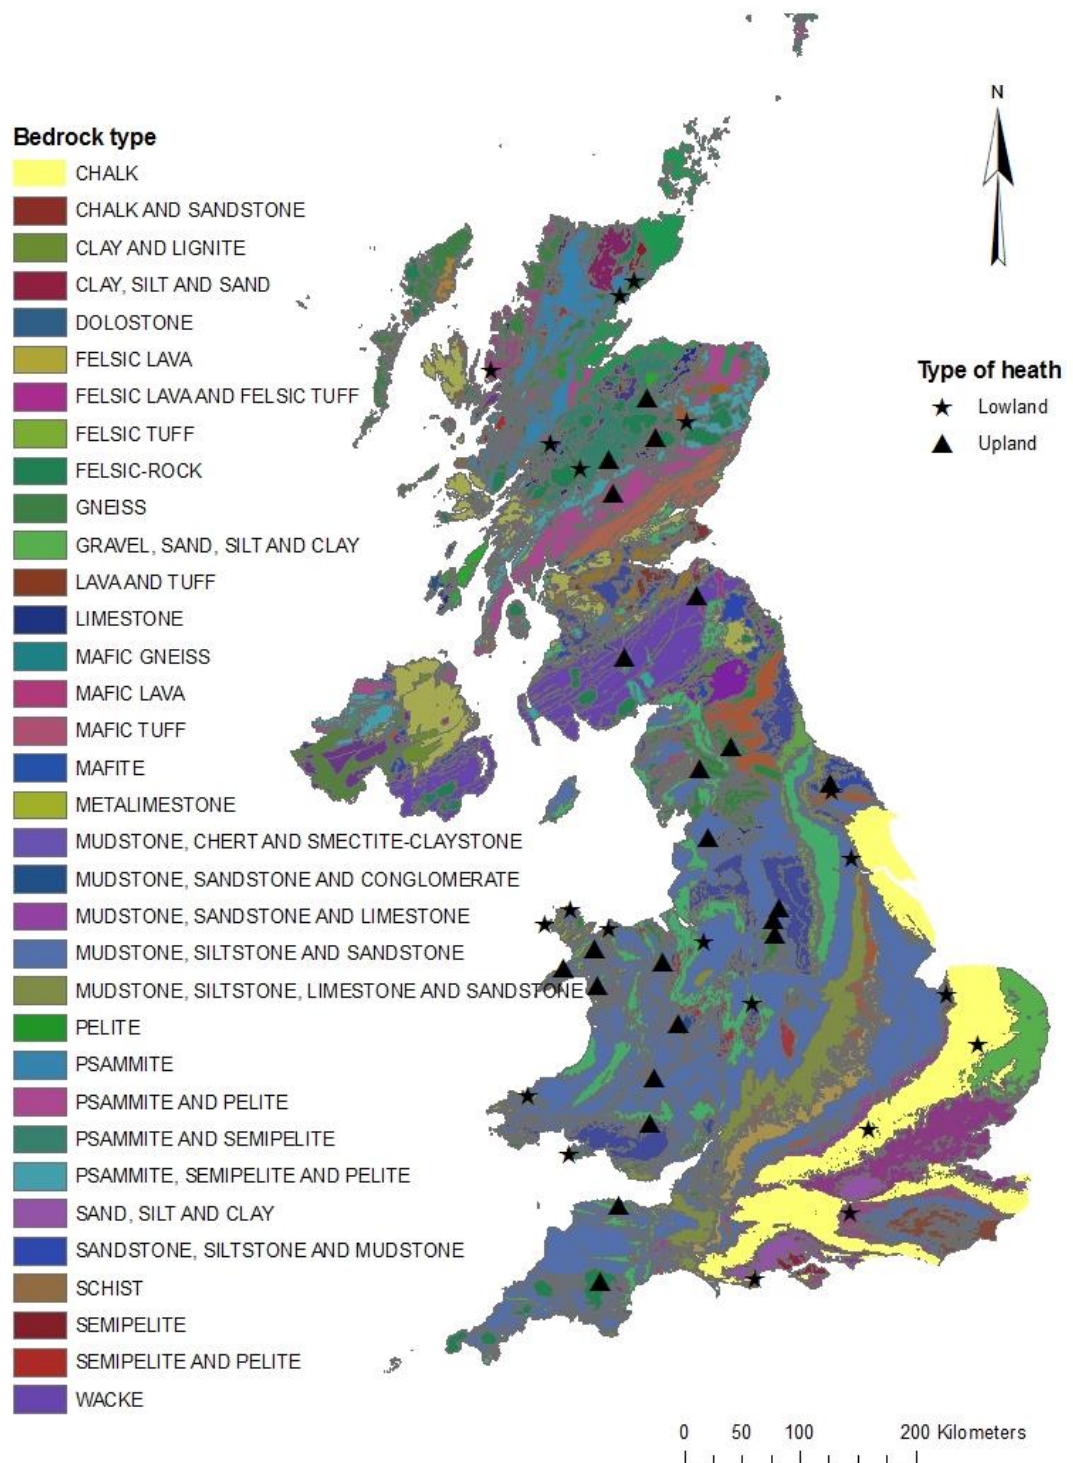 N
Bedrock type
CHALK
CHALK AND SANDSTONE
CLAY AND LIGNITE
CLAY, SILT AND SAND
DOLOSTONE
FELSIC LAVA
FELSIC LAVA AND FELSIC TUFF
FELSIC TUFF
FELSIC-ROCK
GNEISS
GRAVEL, SAND, SILT AND CLAY
LAVA AND TUFF
LIMESTONE
MAFIC GNEISS
MAFIC LAVA
MAFIC TUFF
MAFITE
METALIMESTONE
MUDSTONE, CHERT AND SMECTITE-CLAYSTONE
MUDSTONE, SANDSTONE AND CONGLOMERATE
MUDSTONE, SANDSTONE AND LIMESTONE
MUDSTONE, SILTSTONE AND SANDSTONE
MUDSTONE, SILTSTONE, LIMESTONE AND SANDSTONE
PELITE
PSAMMITE
PSAMMITE AND PELITE
PSAMMITE AND SEMIPELITE
PSAMMITE, SEMIPELITE AND PELITE
SAND, SILT AND CLAY
SANDSTONE, SILTSTONE AND MUDSTONE
SCHIST
SEMIPELITE
SEMIPELITE AND PELITE
WACKE
Type of heath
Lowland
Upland
0 50 100 200 Kilometers